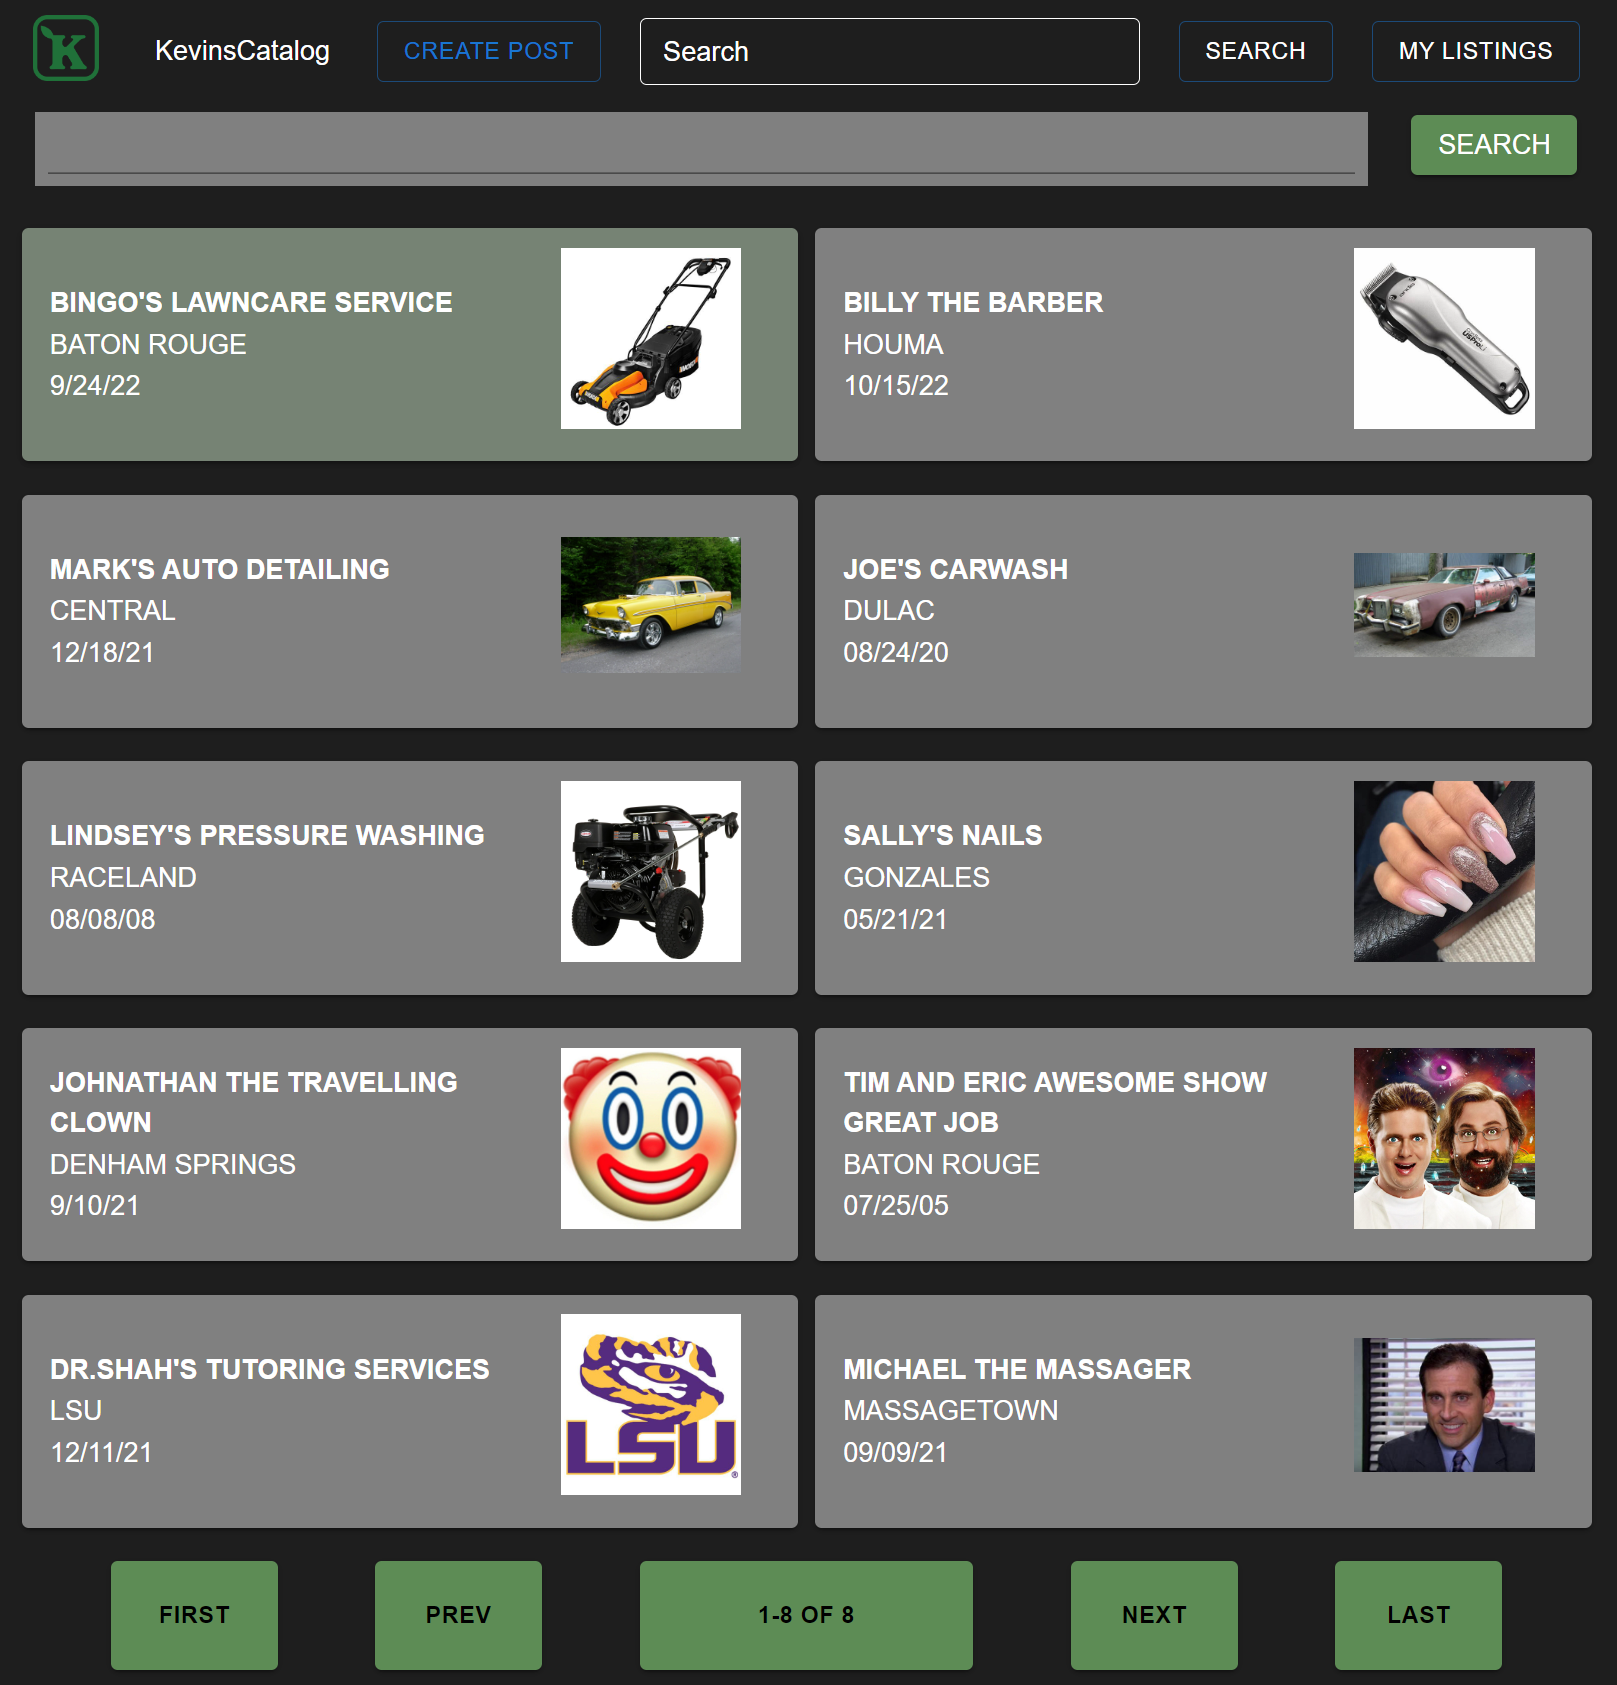 K
KevinsCatalog
CREATE POST
Search
SEARCH
MY LISTINGS
SEARCH
BINGO'S LAWNCARE SERVICE
BATON ROUGE
9/24/22
BILLY THE BARBER
HOUMA
10/15/22
andis
USPro
MARK'S AUTO DETAILING
CENTRAL
12/18/21
JOE'S CARWASH
DULAC
08/24/20
LINDSEY'S PRESSURE WASHING
RACELAND
08/08/08
SALLY'S NAILS
GONZALES
05/21/21
JOHNATHAN THE TRAVELLING
CLOWN
DENHAM SPRINGS
9/10/21
TIM AND ERIC AWESOME SHOW
GREAT JOB
BATON ROUGE
07/25/05
DR.SHAH'S TUTORING SERVICES
LSU
12/11/21
LSU
®
MICHAEL THE MASSAGER
MASSAGETOWN
09/09/21
FIRST
PREV
1-8 OF 8
NEXT
LAST